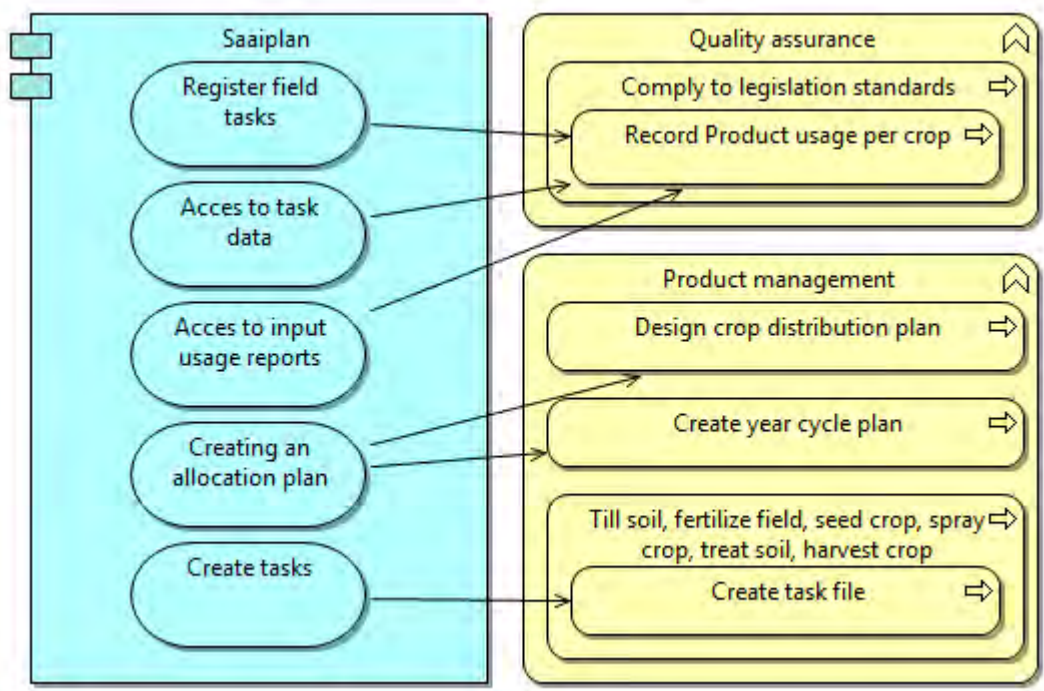 Saaiplan
Register field
tasks
Acces to task
data
Acces to input
usage reports
Creating an
allocation plan
Create tasks
Quality assurance
Comply to legislation standards
Record Product usage per crop
Product management
Design crop distribution plan
Create year cycle plan
Till soil, fertilize field, seed crop, spray
crop, treat soil, harvest crop
Create task file